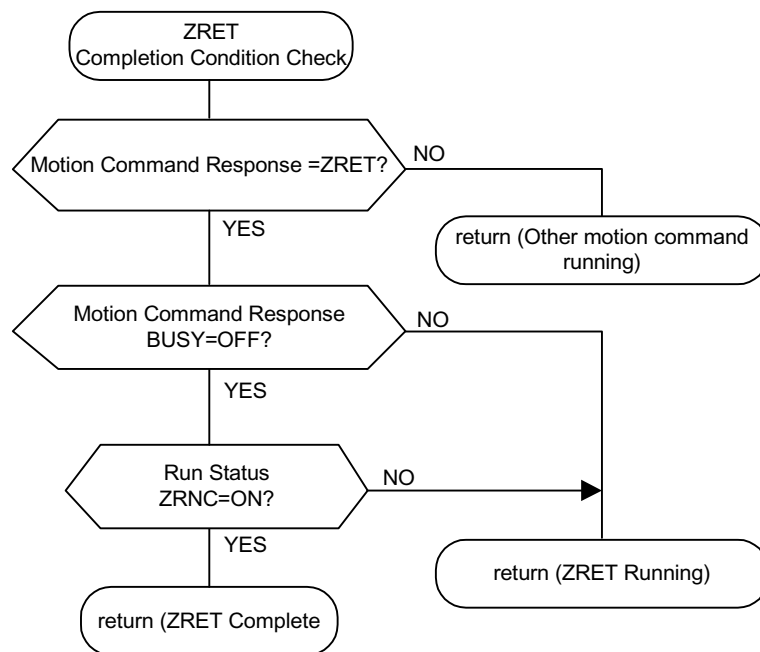 ZRET
Completion Condition Check
Motion Command Response =ZRET?
NO
YES
return (Other motion command
running)
Motion Command Response
BUSY=OFF?
NO
YES
Run Status
ZRNC=ON?
NO
YES
return (ZRET Running)
return (ZRET Complete